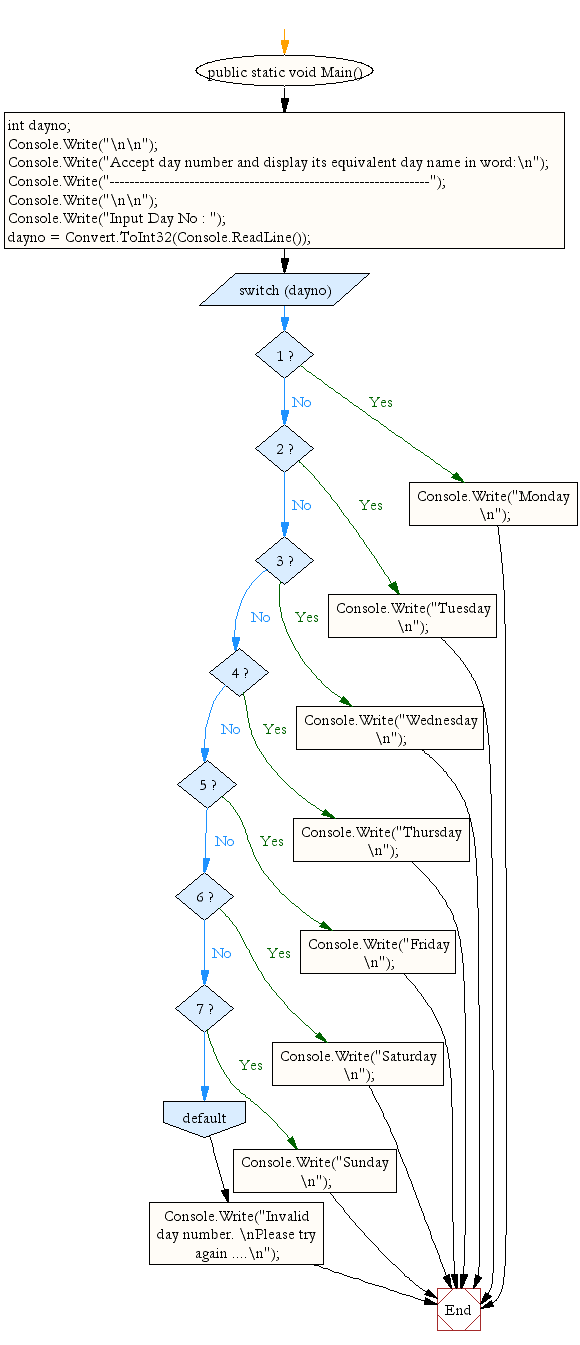 public static void Main()
int dayno;
Console.Write("\n\n");
Console.Write("Accept day number and display its equivalent day name in word:\n");
Console.Write("----------------------------------------------------------------");
Console.Write("\n\n");
Console.Write("Input Day No : ");
dayno = Convert.ToInt32(Console.ReadLine());
switch (dayno)
1 ?
No
Yes
2 ?
Console.Write("Monday
\n");
No
Yes
3 ?
Console.Write("Tuesday
\n");
No
Yes
4 ?
Console.Write("Wednesday
\n");
No
Yes
5 ?
Console.Write("Thursday
\n");
No
Yes
6 ?
Console.Write("Friday
\n");
No
Yes
7 ?
Console.Write("Saturday
\n");
Yes
default
Console.Write("Sunday
\n");
Console.Write("Invalid
day number. \nPlease try
again ....\n");
End